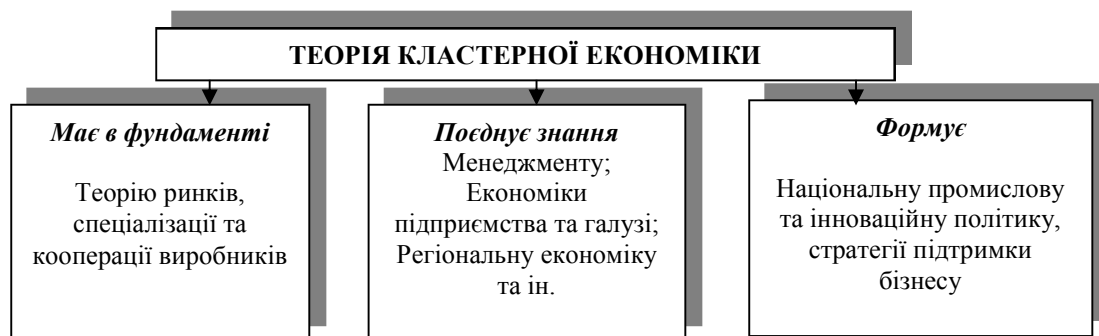 ТЕОРІЯ КЛАСТЕРНОЇ ЕКОНОМІКИ
Має в фундаменті
Теорію ринків,
спеціалізації та
кооперації виробників
Поєднує знання
Менеджменту;
Економіки
підприємства та галузі;
Регіональну економіку
та ін.
Формує
Національну промислову
та інноваційну політику,
стратегії підтримки
бізнесу